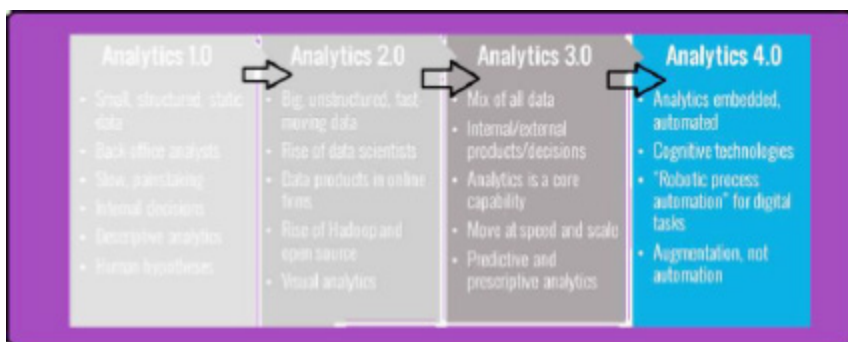 Analytics 1.0
• Small, structured, static
data
• Back office analysts
• Slow, painstaking
• Internal decisions
• Descriptive analytics
• Human hypotheses
Analytics 2.0
• Big, unstructured, fast
moving data
• Rise of data scientists
• Data products in online
firms
• Rise of Hadoop and
open source
• Visual analytics
Analytics 3.0
• Mix of all data
• Internal/external
products/decisions
• Analytics is a core
capability
• Move at speed and scale
• Predictive and
prescriptive analytics
Analytics 4.0
• Analytics embedded,
automated
• Cognitive technologies
• "Robotic process
automation" for digital
tasks
• Augmentation, not
automation